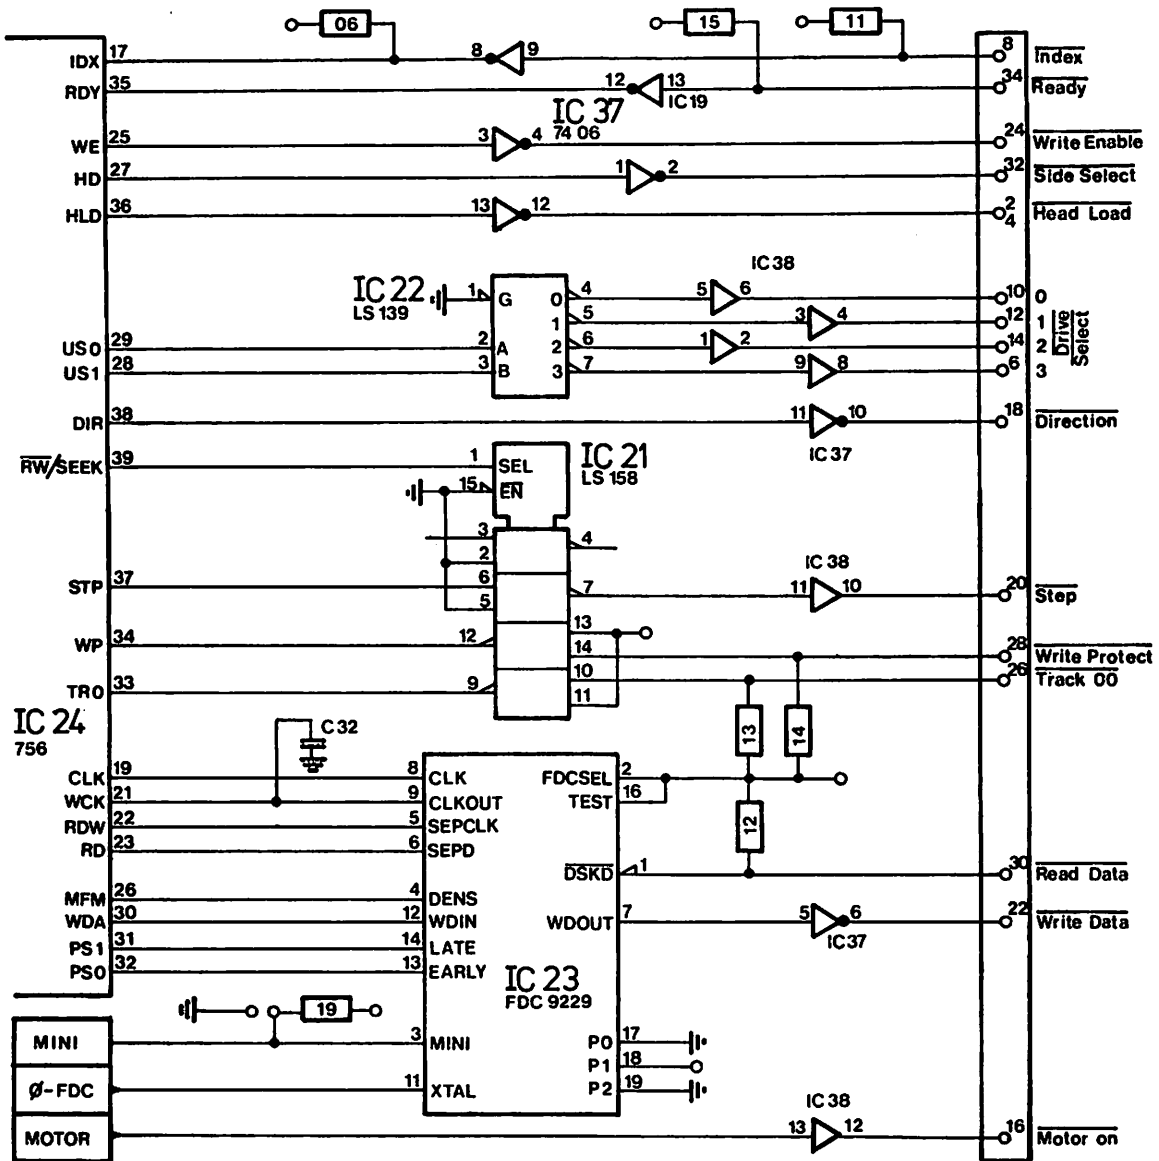 06 15 11
IDX 17 8 9 8 Index
RDY 35 12 13 IC19 34 Ready
IC 37
74 06
WE 25 3 4 24 Write Enable
HD 27 1 2 32 Side Select
HLD 36 13 12 2 4 Head Load
IC 38
IC 22
LS 139
1 G 0 4 5 6 10 0
1 5 3 4 12 1
US0 29 2 A 2 6 1 2 14 2
US1 28 3 B 3 7 9 8 6 3
Drive Select
DIR 38 11 10 18 Direction
IC37
RW/SEEK 39 1 SEL
IC 21
LS 158
15 EN
3 4
2
IC 38
STP 37 6 7 11 10 20 Step
5
13
WP 34 12 14 28 Write Protect
10 26 Track 00
TR0 33 9 11
IC 24
756
C 32
13 14
CLK 19 8 CLK FDCSEL 2
WCK 21 9 CLKOUT TEST 16
RDW 22 5 SEPCLK 12
RD 23 6 SEPD
DSKD 1 30 Read Data
MFM 26 4 DENS
WDA 30 12 WDIN WDOUT 7 5 6 22 Write Data
IC37
PS1 31 14 LATE
PS0 32 13 EARLY
IC 23
FDC 9229
19
MINI 3 MINI P0 17
P1 18
Ø-FDC 11 XTAL P2 19
IC 38
MOTOR 13 12 16 Motor on